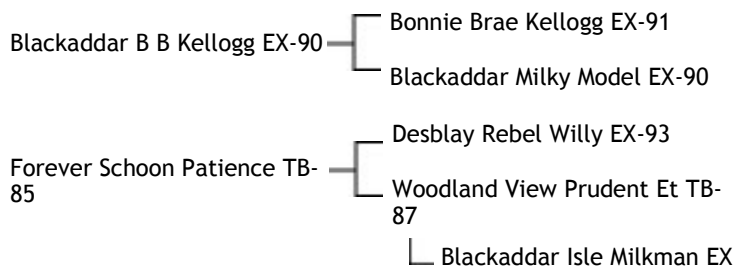 Bonnie Brae Kellogg EX-91
Blackaddar B B Kellogg EX-90
Blackaddar Milky Model EX-90
Desblay Rebel Willy EX-93
Forever Schoon Patience TB-
85
Woodland View Prudent Et TB-
87
Blackaddar Isle Milkman EX